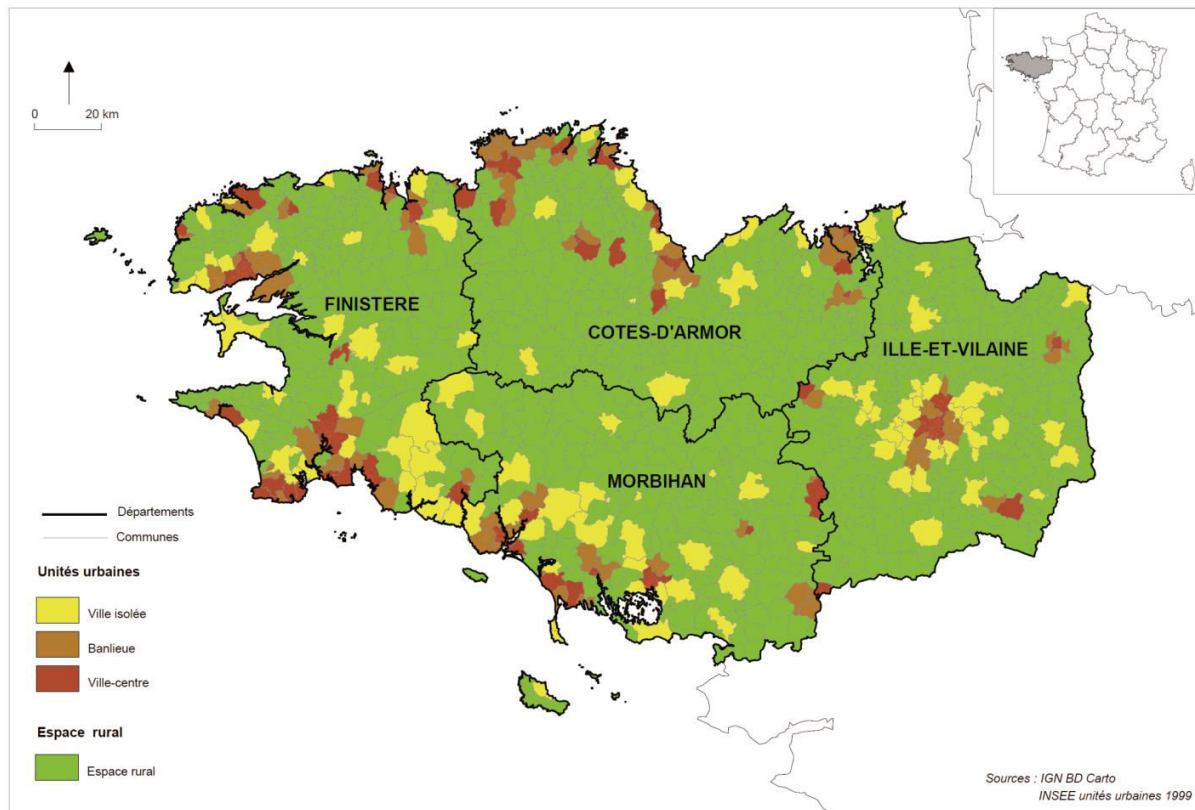 0 20 km
FINISTERE
COTES-D'ARMOR
ILLE-ET-VILAINE
MORBIHAN
Départements
Communes
Unités urbaines
Ville isolée
Banlieue
Ville-centre
Espace rural
Espace rural
Sources : IGN BD Carto
INSEE unités urbaines 1999